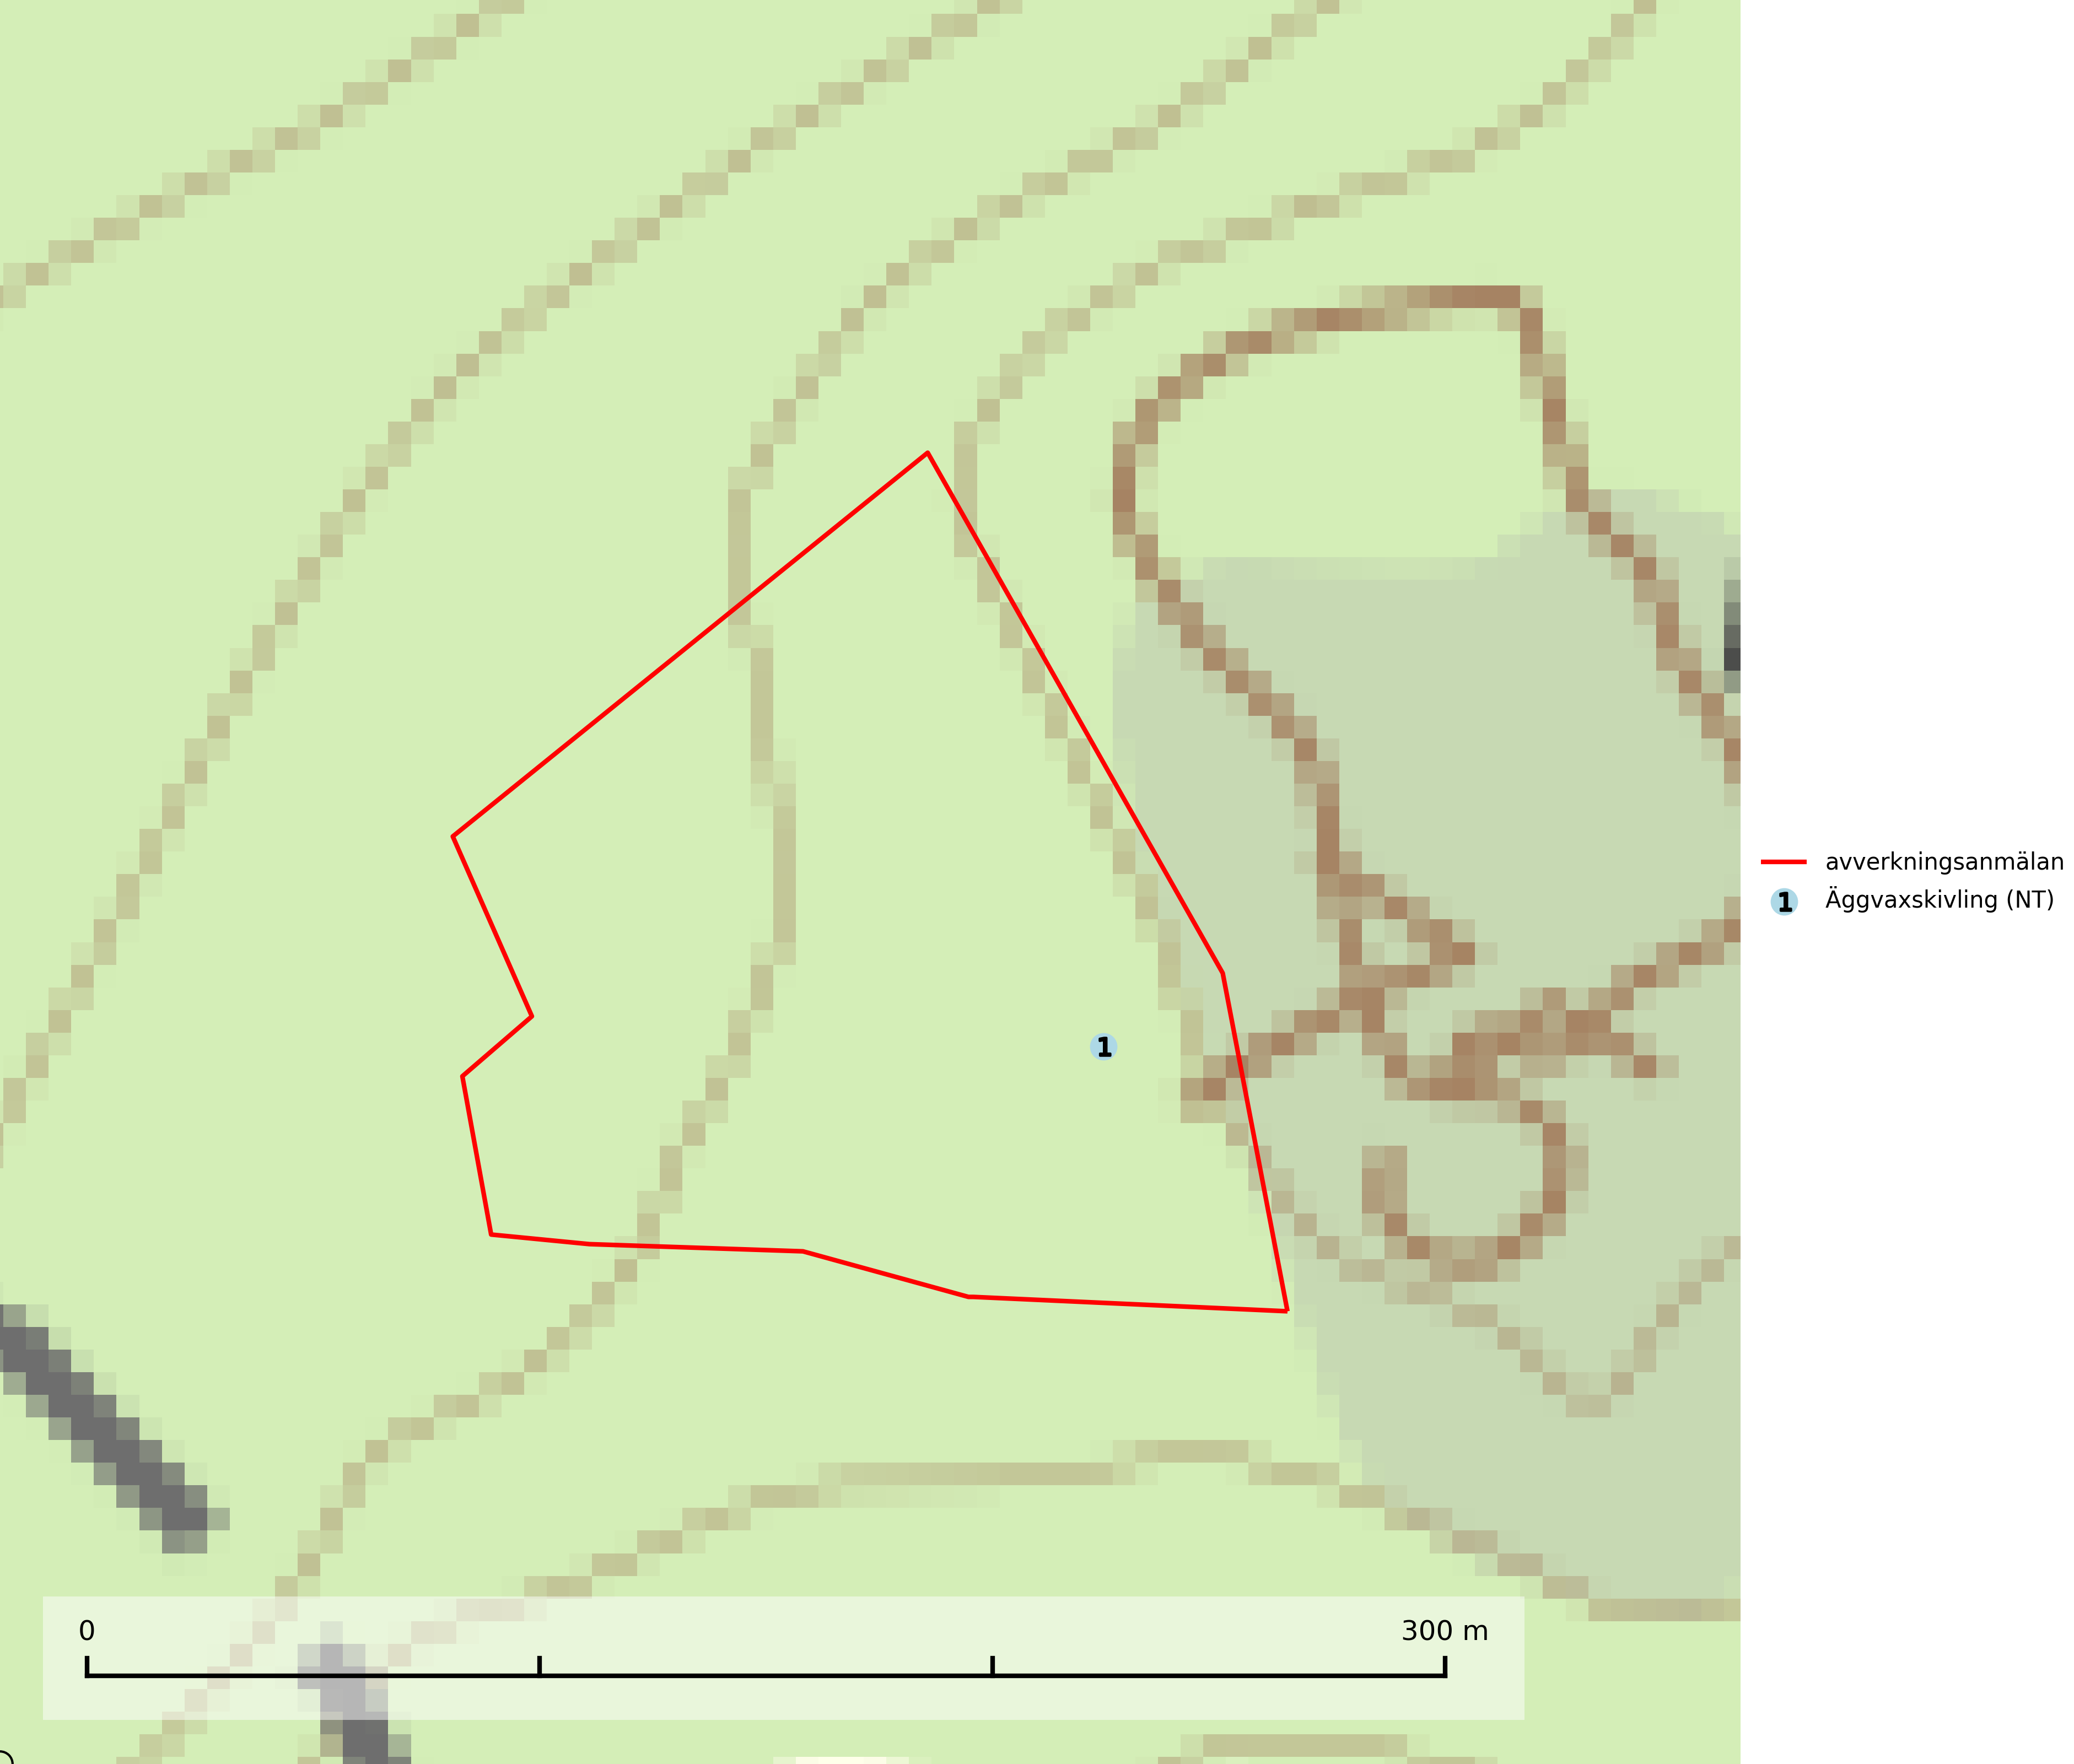 avverkningsanmälan
1 Äggvaxskivling (NT)
1
0 300 m